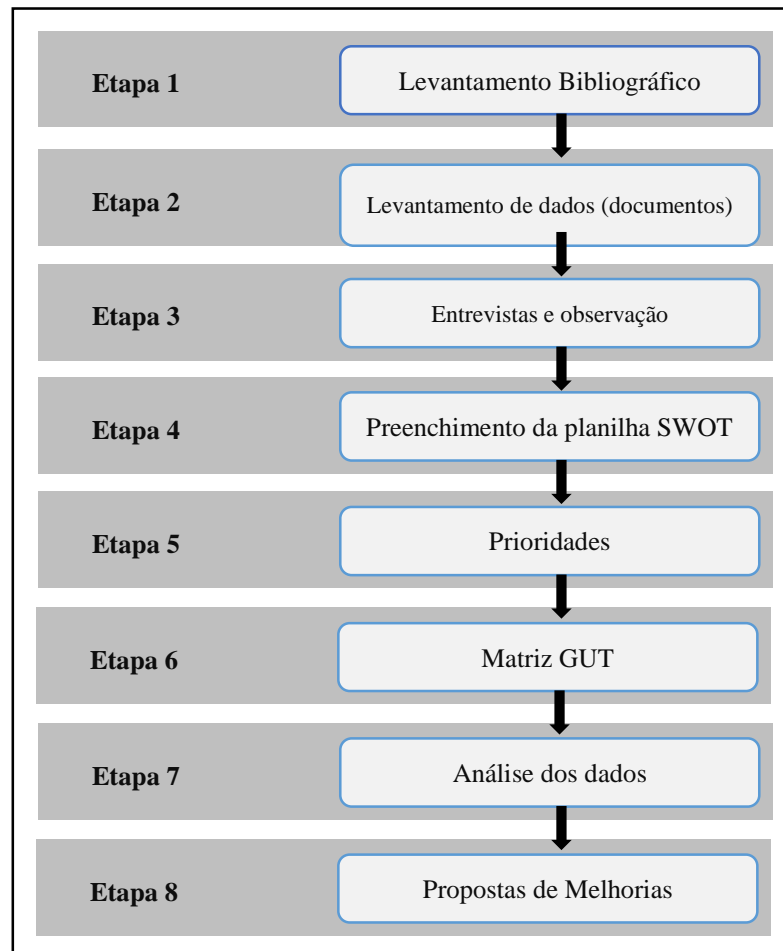 Etapa 1
Levantamento Bibliográfico
Etapa 2
Levantamento de dados (documentos)
Etapa 3
Entrevistas e observação
Etapa 4
Preenchimento da planilha SWOT
Etapa 5
Prioridades
Etapa 6
Matriz GUT
Etapa 7
Análise dos dados
Etapa 8
Propostas de Melhorias